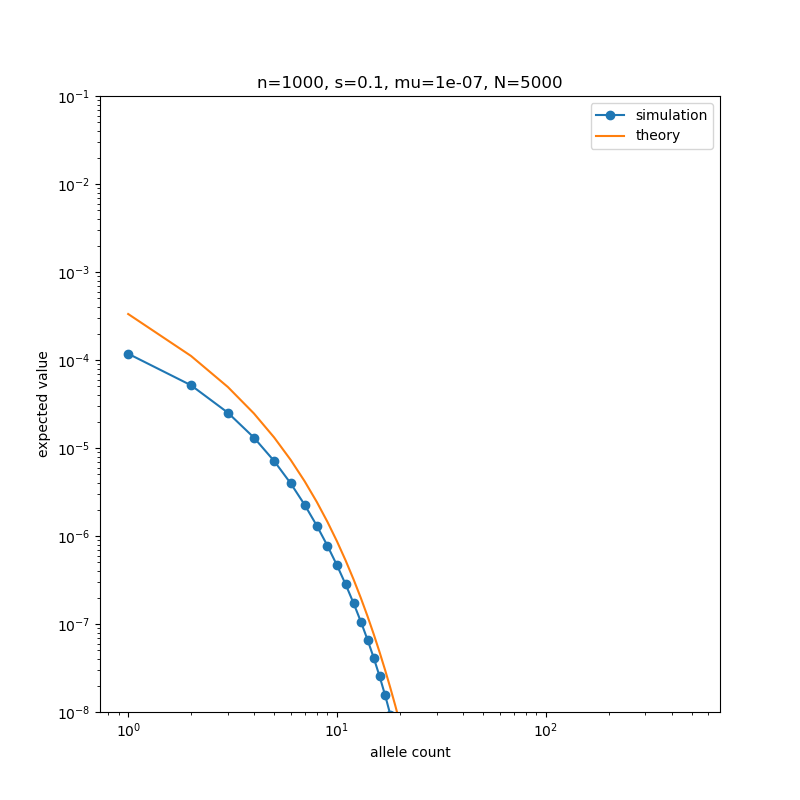 n=1000, s=0.1, mu=1e-07, N=5000
simulation
theory
10⁻¹
10⁻²
10⁻³
10⁻⁴
10⁻⁵
10⁻⁶
10⁻⁷
10⁻⁸
expected value
10⁰ 10¹ 10²
allele count